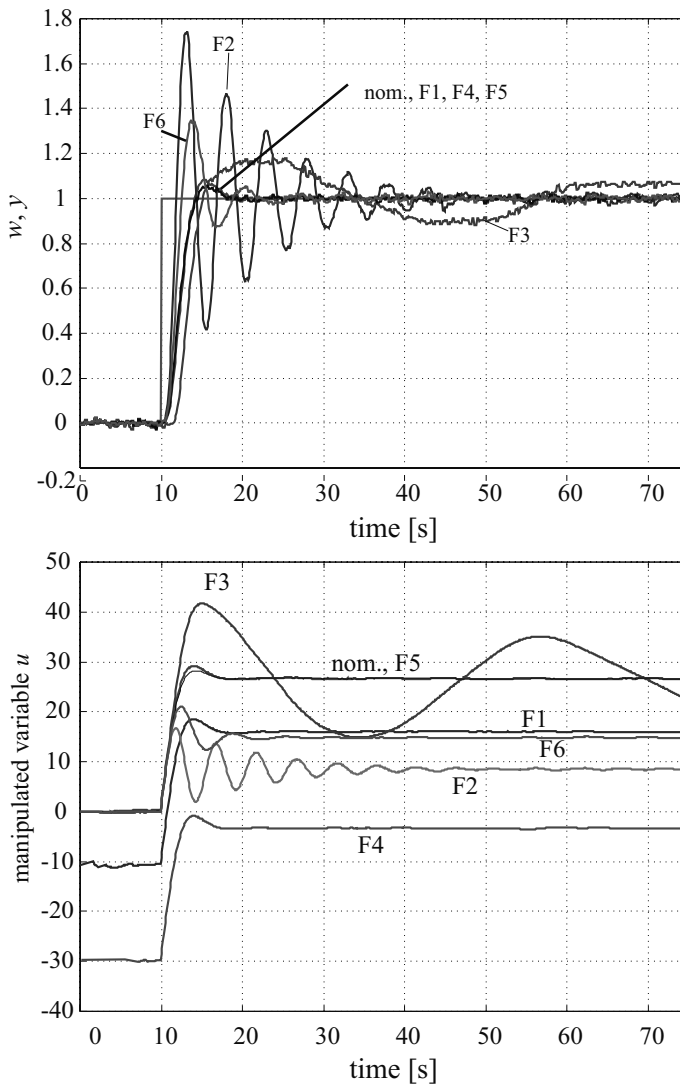 1.8
F2
1.6
nom., F1, F4, F5
1.4
F6
1.2
1
0.8
F3
0.6
0.4
0.2
0
-0.2
w, y
0 10 20 30 40 50 60 70
time [s]
50
F3
40
nom., F5
30
20
F1
F6
10
F2
0
F4
-10
-20
-30
-40
manipulated variable u
0 10 20 30 40 50 60 70
time [s]